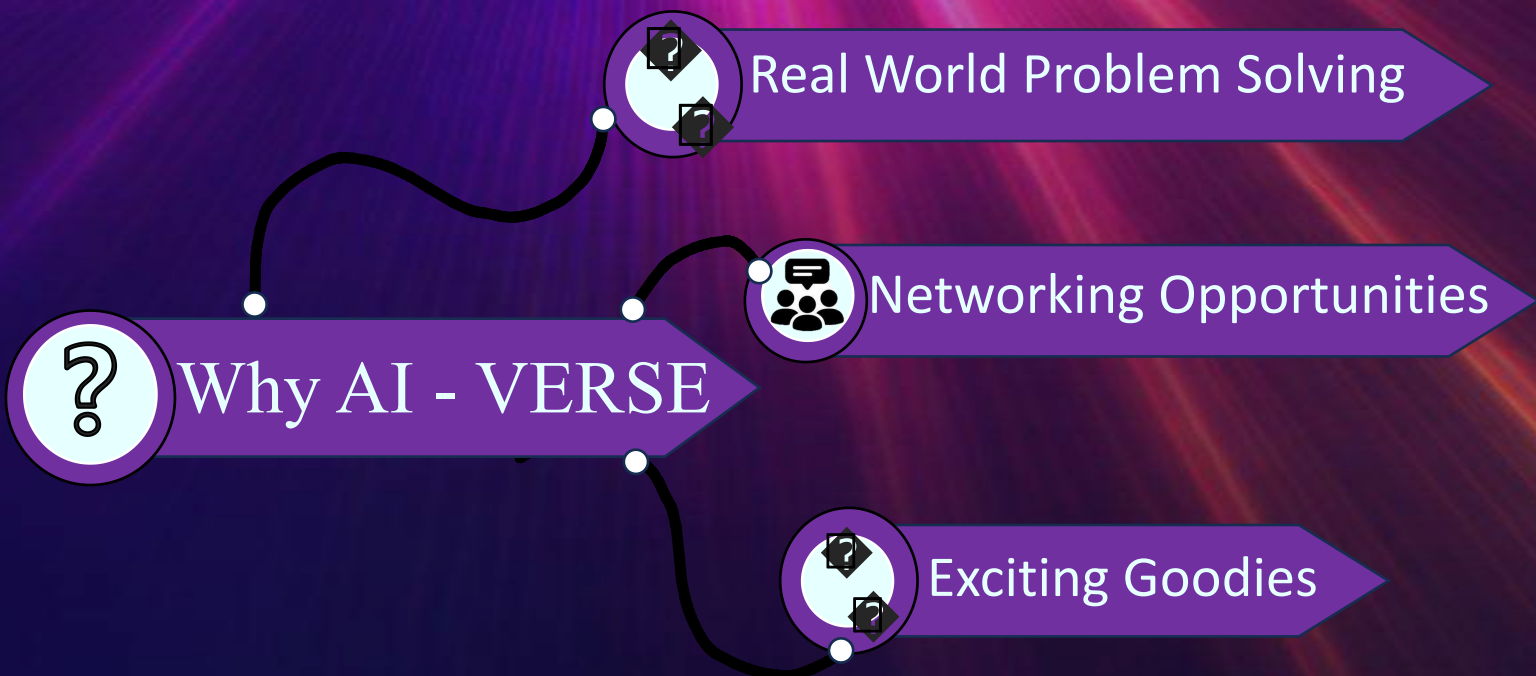 Real World Problem Solving
Networking Opportunities
? Why AI - VERSE
Exciting Goodies